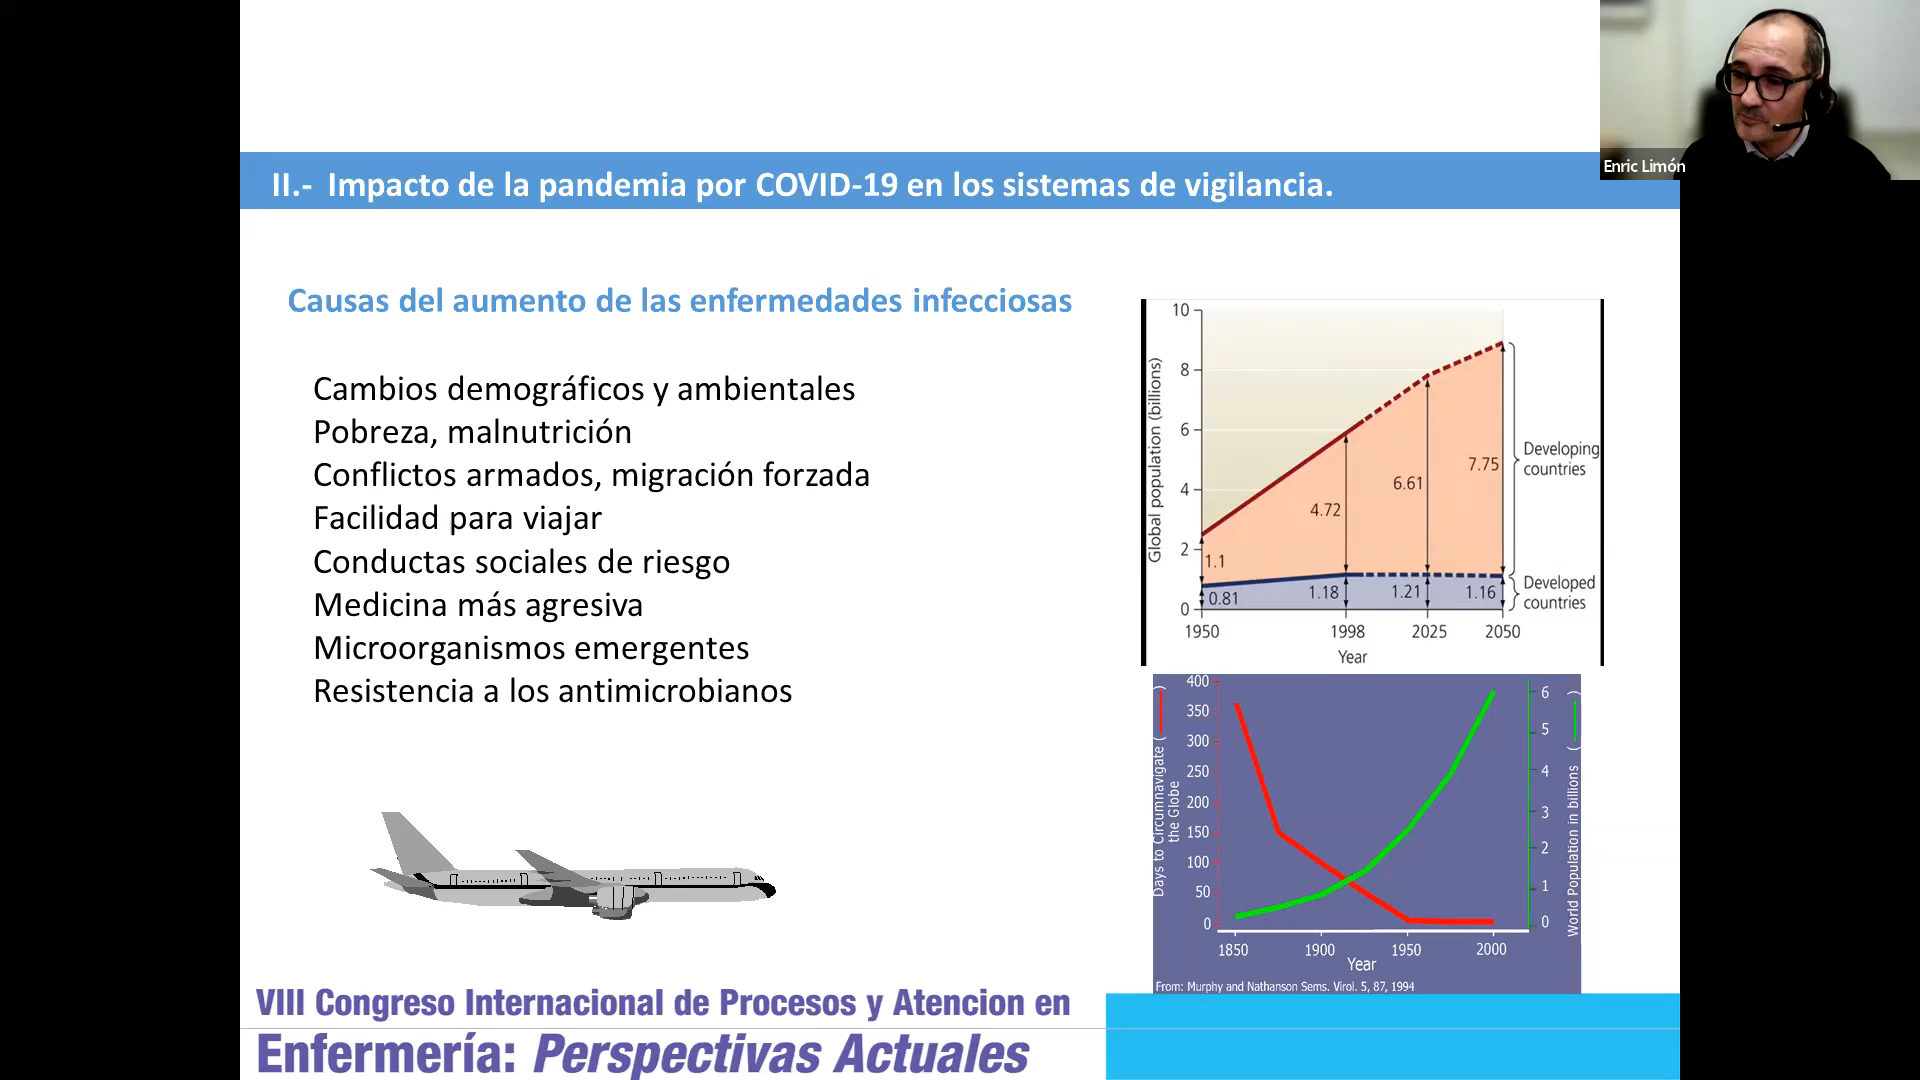 Enric Limón
II.- Impacto de la pandemia por COVID-19 en los sistemas de vigilancia.
Causas del aumento de las enfermedades infecciosas
Cambios demográficos y ambientales
Pobreza, malnutrición
Conflictos armados, migración forzada
Facilidad para viajar
Conductas sociales de riesgo
Medicina más agresiva
Microorganismos emergentes
Resistencia a los antimicrobianos
Global population (billions)
10
8
6
4
2
0
1.1
0.81
4.72
1.18
6.61
1.21
7.75
1.16
Developing
countries
Developed
countries
1950 1998 2025 2050
Year
Days to Circumnavigate ( )
the Globe
400
350
300
250
200
150
100
50
0
6
5
4
3
2
1
0
World Population in billions ( )
1850 1900 1950 2000
Year
From: Murphy and Nathanson Sems. Virol. 5, 87, 1994
VIII Congreso Internacional de Procesos y Atencion en
Enfermería: Perspectivas Actuales